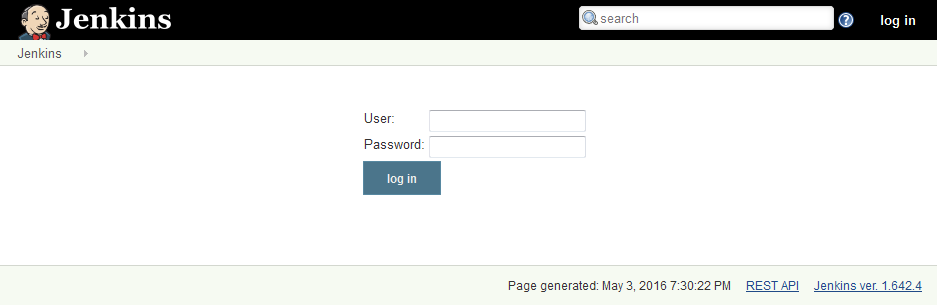 Jenkins
search
log in
Jenkins
User:
Password:
log in
Page generated: May 3, 2016 7:30:22 PM REST API Jenkins ver. 1.642.4